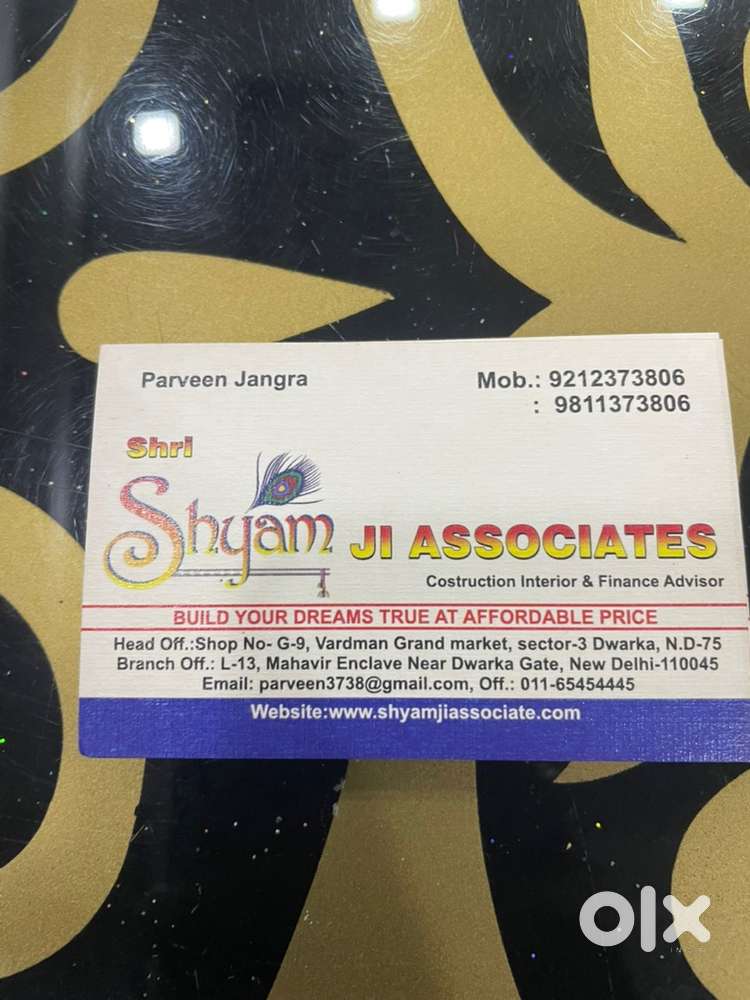 Parveen Jangra
Mob.: 9212373806
: 9811373806
Shri
Shyam JI ASSOCIATES
Costruction Interior & Finance Advisor
BUILD YOUR DREAMS TRUE AT AFFORDABLE PRICE
Head Off.:Shop No- G-9, Vardman Grand market, sector-3 Dwarka, N.D-75
Branch Off.: L-13, Mahavir Enclave Near Dwarka Gate, New Delhi-110045
Email: parveen3738@gmail.com, Off.: 011-65454445
Website:www.shyamjiassociate.com
olx
IN